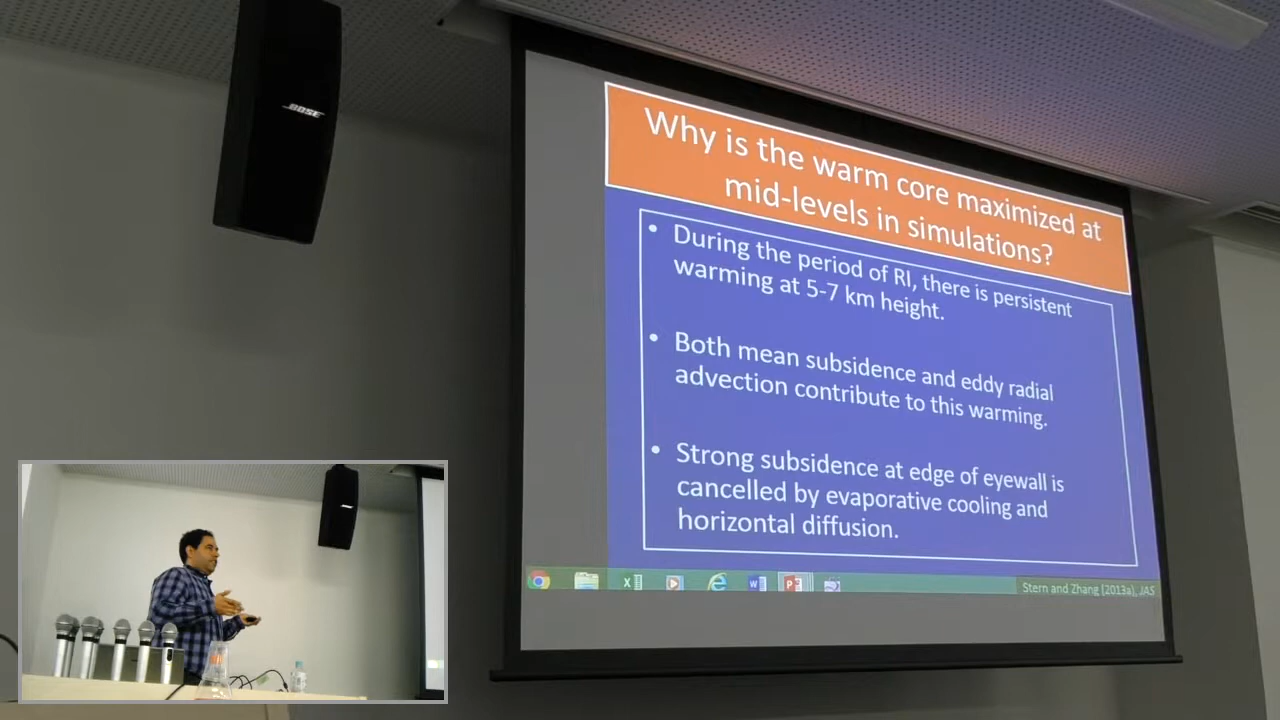 BOSE
Why is the warm core maximized at
mid-levels in simulations?
• During the period of RI, there is persistent
warming at 5-7 km height.
• Both mean subsidence and eddy radial
advection contribute to this warming.
• Strong subsidence at edge of eyewall is
cancelled by evaporative cooling and
horizontal diffusion.
Stern and Zhang (2013a), JAS